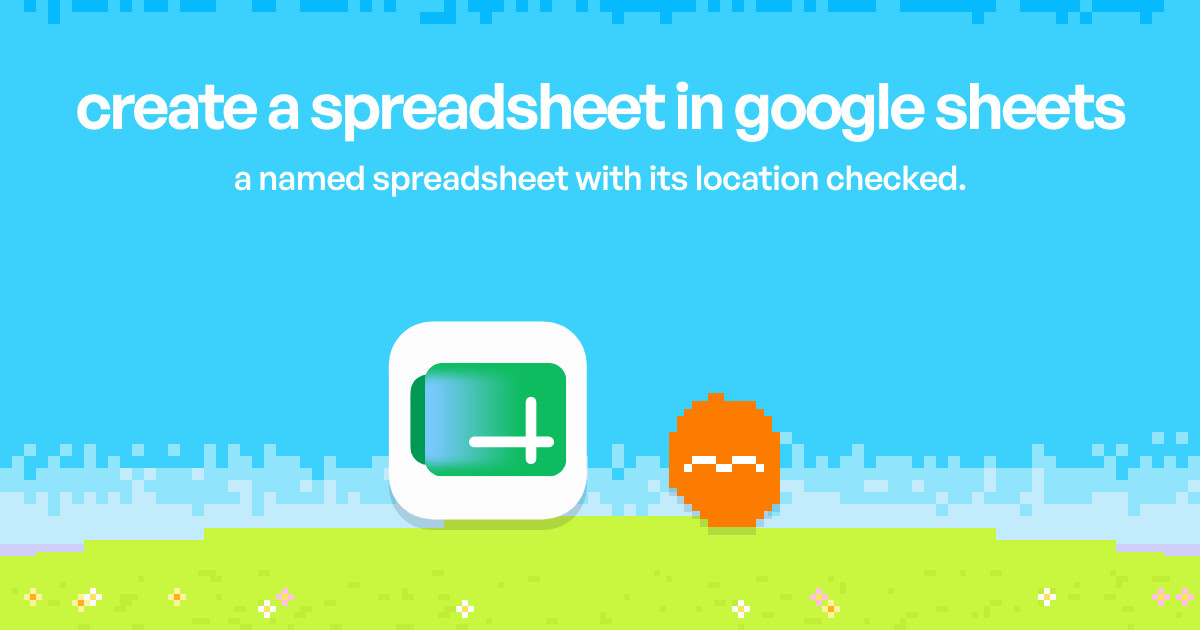 create a spreadsheet in google sheets
a named spreadsheet with its location checked.